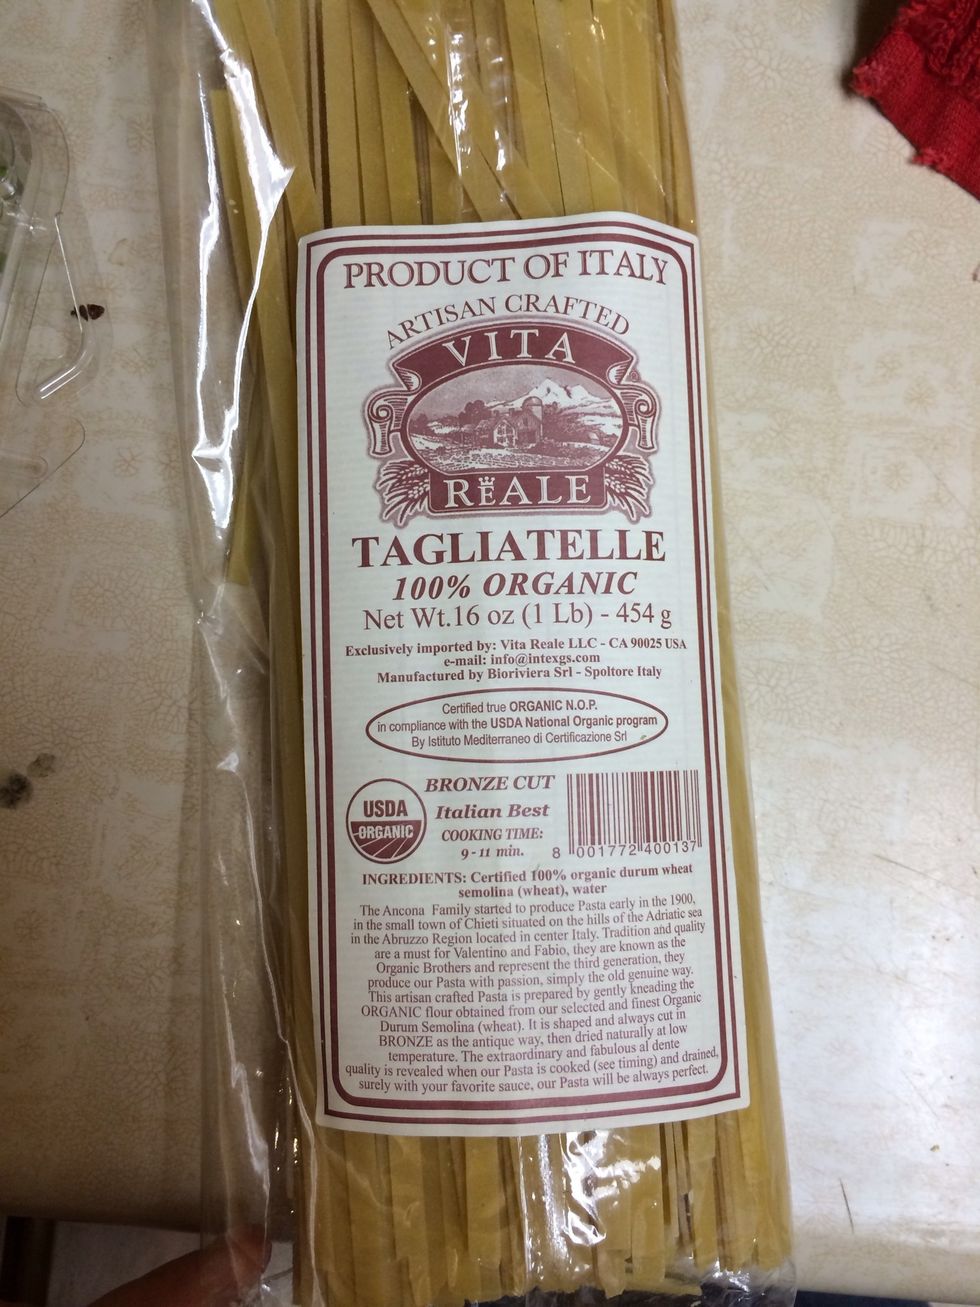 PRODUCT OF ITALY
ARTISAN CRAFTED
VITA
REALE
TAGLIATELLE
100% ORGANIC
Net Wt.16 oz (1 Lb) - 454 g
Exclusively imported by: Vita Reale LLC - CA 90025 USA
e-mail: info@intexgs.com
Manufactured by Bioriviera Srl - Spoltore Italy
Certified true ORGANIC N.O.P.
in compliance with the USDA National Organic program
By Istituto Mediterraneo di Certificazione Srl
USDA
ORGANIC
BRONZE CUT
Italian Best
COOKING TIME:
9-11 min.
8 001772 400137
INGREDIENTS: Certified 100% organic durum wheat
semolina (wheat), water
The Ancona Family started to produce Pasta early in the 1900,
in the small town of Chieti situated on the hills of the Adriatic sea
in the Abruzzo Region located in center Italy. Tradition and quality
are a must for Valentino and Fabio, they are known as the
Organic Brothers and represent the third generation, they
produce our Pasta with passion, simply the old genuine way.
This artisan crafted Pasta is prepared by gently kneading the
ORGANIC flour obtained from our selected and finest Organic
Durum Semolina (wheat). It is shaped and always cut in
BRONZE as the antique way, then dried naturally at low
temperature. The extraordinary and fabulous al dente
quality is revealed when our Pasta is cooked (see timing) and drained,
surely with your favorite sauce, our Pasta will be always perfect.